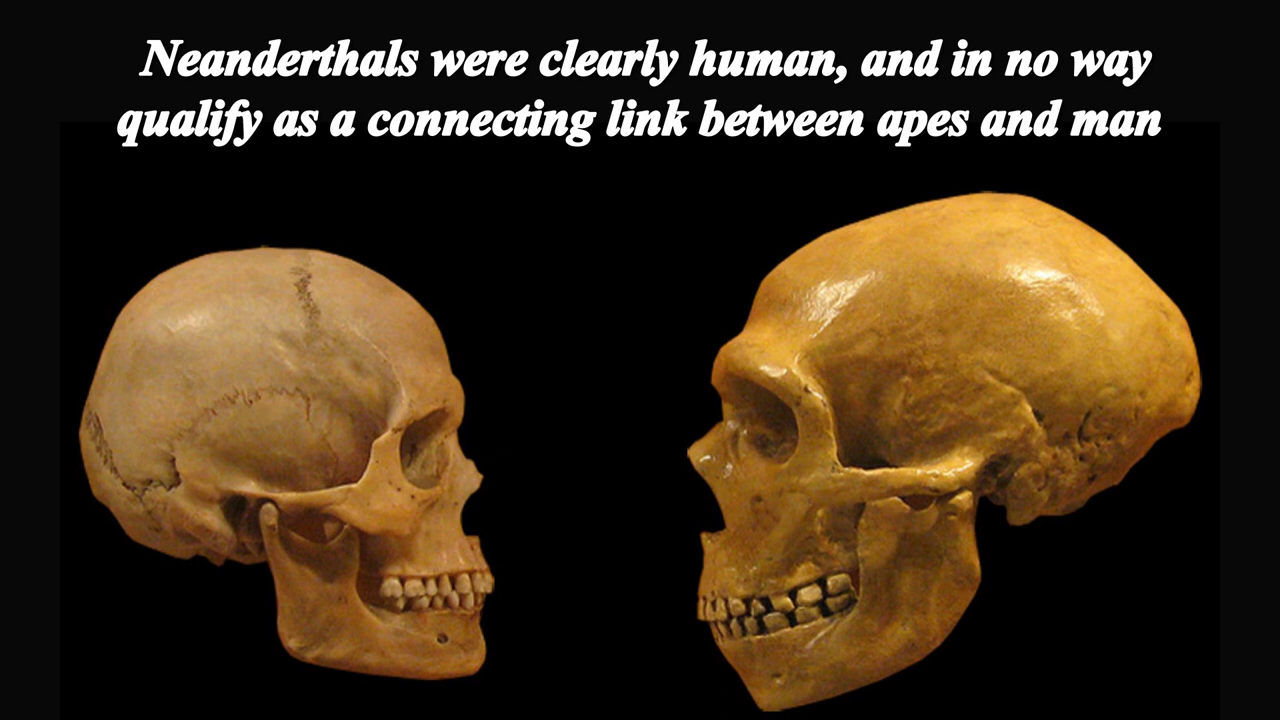 Neanderthals were clearly human, and in no way
qualify as a connecting link between apes and man